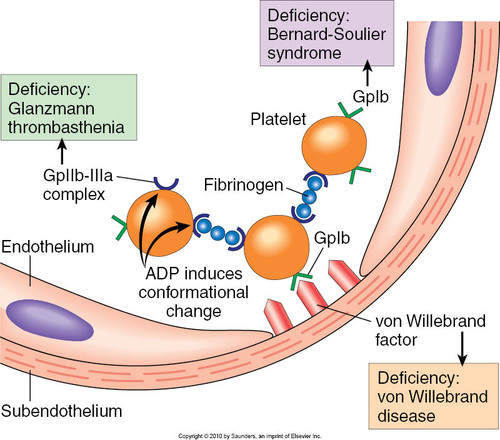 Deficiency:
Bernard-Soulier
syndrome
Deficiency:
Glanzmann
thrombasthenia
GpIb
Platelet
GpIIb-IIIa
complex
Fibrinogen
GpIb
Endothelium
ADP induces
conformational
change
von Willebrand
factor
Deficiency:
von Willebrand
disease
Subendothelium
Copyright © 2010 by Saunders, an imprint of Elsevier Inc.